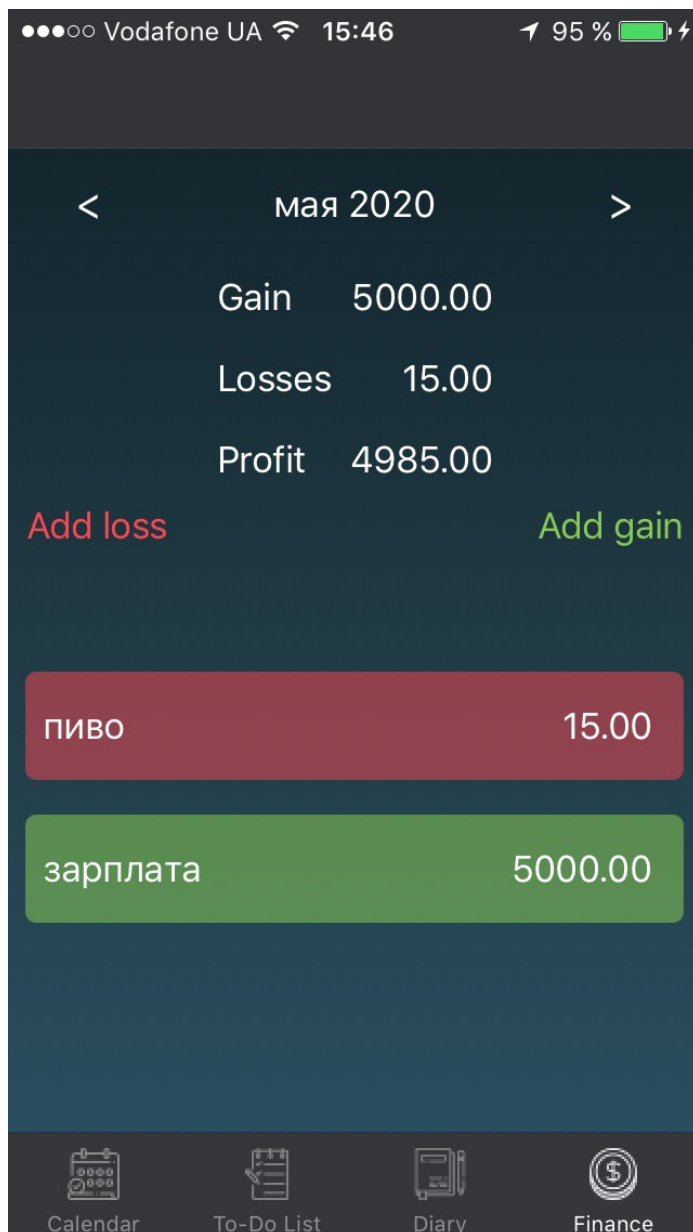 Vodafone UA 15:46 95 %
< мая 2020 >
Gain 5000.00
Losses 15.00
Profit 4985.00
Add loss Add gain
пиво 15.00
зарплата 5000.00
Calendar To-Do List Diary Finance